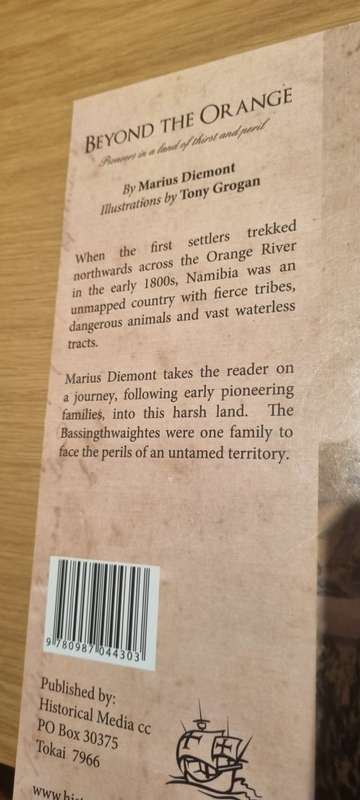 BEYOND THE ORANGE
Pioneers in a land of thirst and peril
By Marius Diemont
Illustrations by Tony Grogan
When the first settlers trekked
northwards across the Orange River
in the early 1800s, Namibia was an
unmapped country with fierce tribes,
dangerous animals and vast waterless
tracts.
Marius Diemont takes the reader on
a journey, following early pioneering
families, into this harsh land. The
Bassingthwaightes were one family to
face the perils of an untamed territory.
9 780987 044303
Published by:
Historical Media cc
PO Box 30375
Tokai 7966